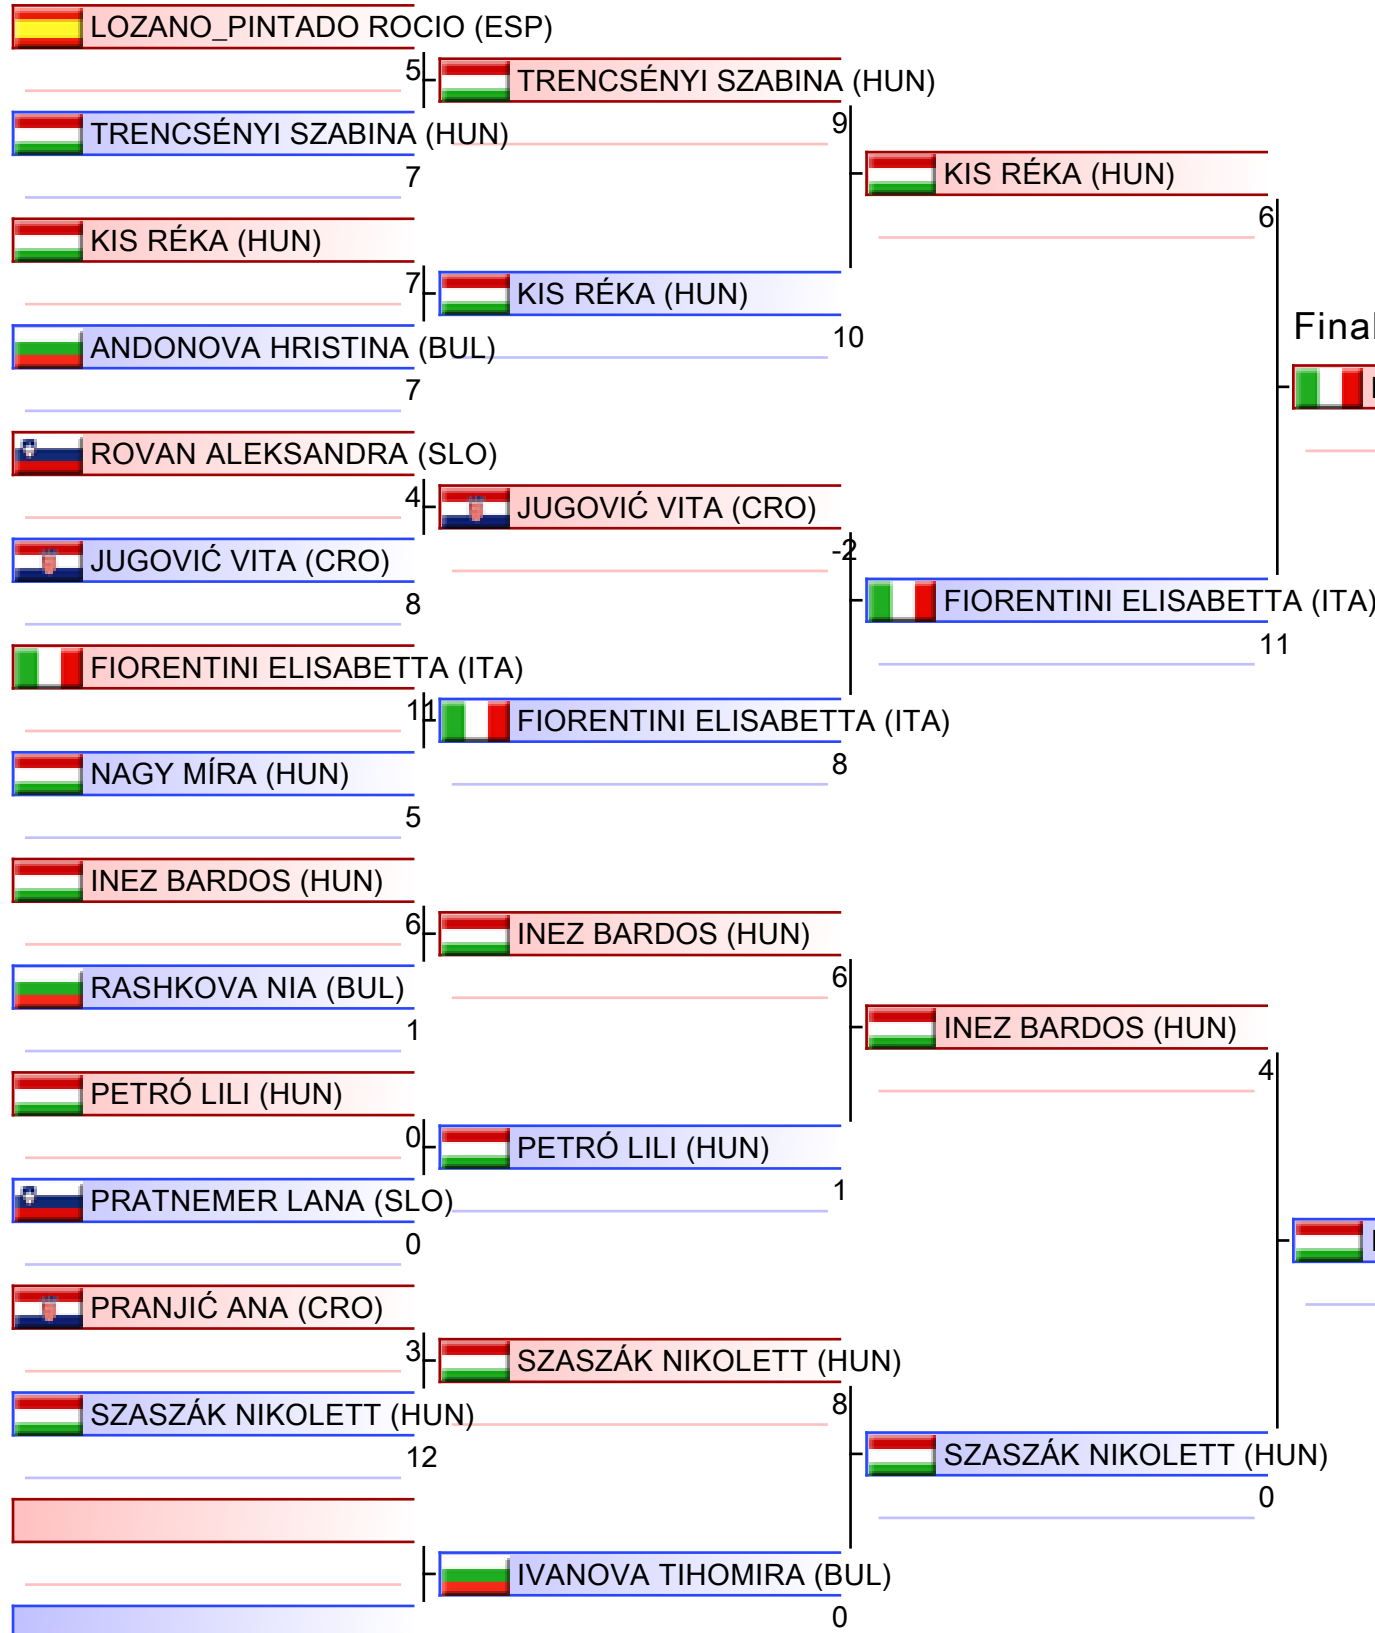 LOZANO_PINTADO ROCIO (ESP)
5
TRENCSÉNYI SZABINA (HUN)
TRENCSÉNYI SZABINA (HUN)
9
7
KIS RÉKA (HUN)
6
KIS RÉKA (HUN)
7
KIS RÉKA (HUN)
10
ANDONOVA HRISTINA (BUL)
7
Final
ROVAN ALEKSANDRA (SLO)
4
JUGOVIĆ VITA (CRO)
-2
JUGOVIĆ VITA (CRO)
8
FIORENTINI ELISABETTA (ITA)
11
FIORENTINI ELISABETTA (ITA)
11
FIORENTINI ELISABETTA (ITA)
8
NAGY MÍRA (HUN)
5
INEZ BARDOS (HUN)
6
INEZ BARDOS (HUN)
6
RASHKOVA NIA (BUL)
1
INEZ BARDOS (HUN)
4
PETRÓ LILI (HUN)
0
PETRÓ LILI (HUN)
1
PRATNEMER LANA (SLO)
0
PRANJIĆ ANA (CRO)
3
SZASZÁK NIKOLETT (HUN)
8
SZASZÁK NIKOLETT (HUN)
12
SZASZÁK NIKOLETT (HUN)
0
IVANOVA TIHOMIRA (BUL)
0